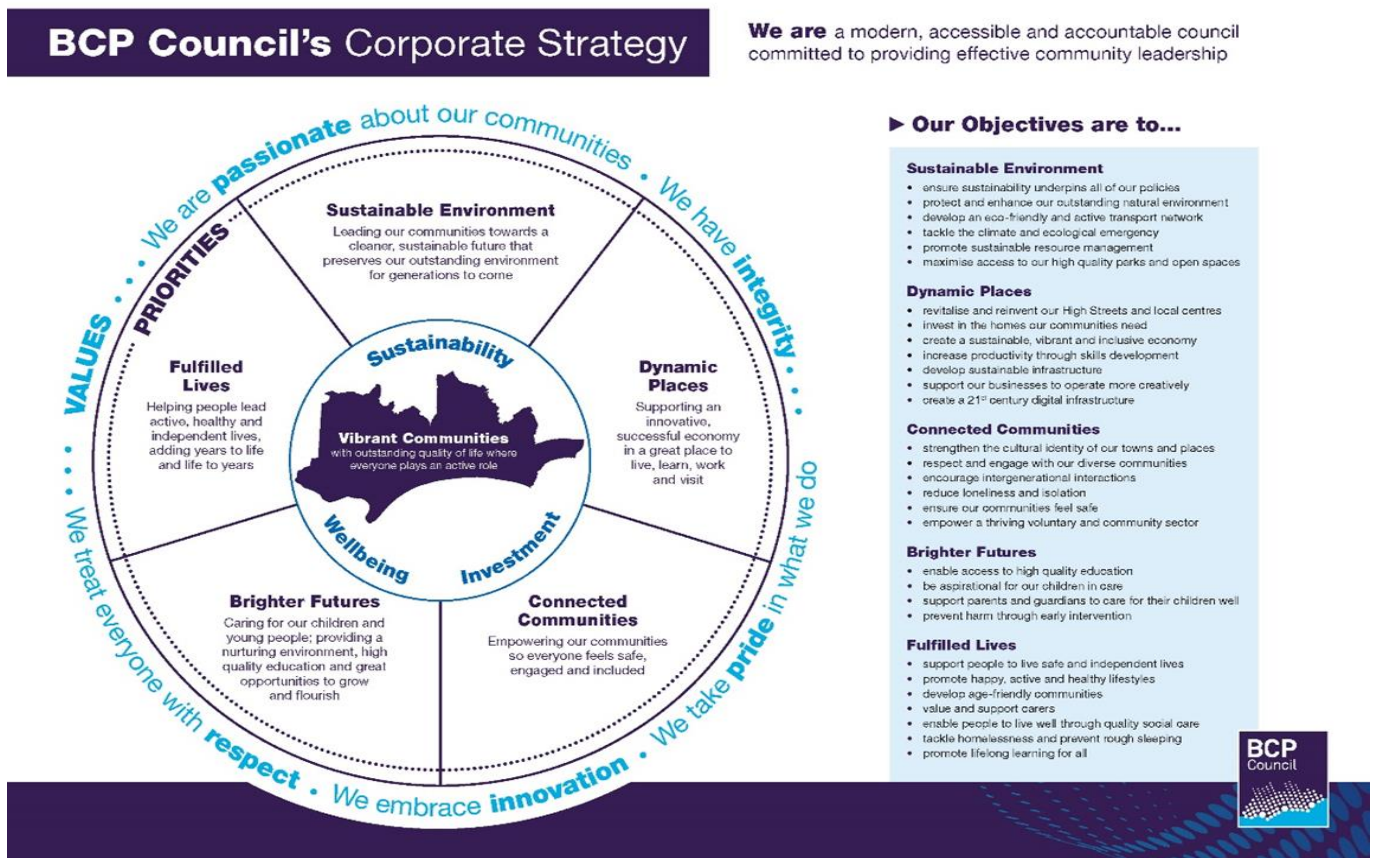 BCP Council's Corporate Strategy
We are a modern, accessible and accountable council
committed to providing effective community leadership
VALUES
We are passionate about our communities
We have integrity
We take pride in what we do
We embrace innovation
We treat everyone with respect
PRIORITIES
Sustainable Environment
Leading our communities towards a
cleaner, sustainable future that
preserves our outstanding environment
for generations to come
Dynamic
Places
Supporting an
innovative,
successful economy
in a great place to
live, learn, work
and visit
Connected
Communities
Empowering our communities
so everyone feels safe,
engaged and included
Brighter Futures
Caring for our children and
young people; providing a
nurturing environment, high
quality education and great
opportunities to grow
and flourish
Fulfilled
Lives
Helping people lead
active, healthy and
independent lives,
adding years to life
and life to years
Sustainability
Vibrant Communities
with outstanding quality of life where
everyone plays an active role
Wellbeing
Investment
► Our Objectives are to...
Sustainable Environment
• ensure sustainability underpins all of our policies
• protect and enhance our outstanding natural environment
• develop an eco-friendly and active transport network
• tackle the climate and ecological emergency
• promote sustainable resource management
• maximise access to our high quality parks and open spaces
Dynamic Places
• revitalise and reinvent our High Streets and local centres
• invest in the homes our communities need
• create a sustainable, vibrant and inclusive economy
• increase productivity through skills development
• develop sustainable infrastructure
• support our businesses to operate more creatively
• create a 21st century digital infrastructure
Connected Communities
• strengthen the cultural identity of our towns and places
• respect and engage with our diverse communities
• encourage intergenerational interactions
• reduce loneliness and isolation
• ensure our communities feel safe
• empower a thriving voluntary and community sector
Brighter Futures
• enable access to high quality education
• be aspirational for our children in care
• support parents and guardians to care for their children well
• prevent harm through early intervention
Fulfilled Lives
• support people to live safe and independent lives
• promote happy, active and healthy lifestyles
• develop age-friendly communities
• value and support carers
• enable people to live well through quality social care
• tackle homelessness and prevent rough sleeping
• promote lifelong learning for all
BCP
Council